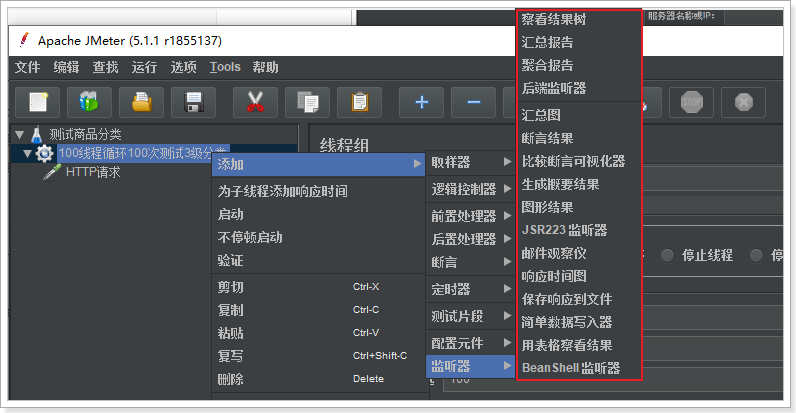 服务器名称或IP:
Apache JMeter (5.1.1 r1855137)
文件 编辑 查找 运行 选项 Tools 帮助
测试商品分类
100线程循环100次测试3级分类
HTTP请求
线程组
添加
为子线程添加响应时间
启动
不停顿启动
验证
剪切 Ctrl-X
复制 Ctrl-C
粘贴 Ctrl-V
复写 Ctrl+Shift-C
删除 Delete
取样器
逻辑控制器
前置处理器
后置处理器
断言
定时器
测试片段
配置元件
监听器
察看结果树
汇总报告
聚合报告
后端监听器
汇总图
断言结果
比较断言可视化器
生成概要结果
图形结果
JSR223 监听器
邮件观察仪
响应时间图
保存响应到文件
简单数据写入器
用表格察看结果
BeanShell 监听器
停止线程
停
STOP
100